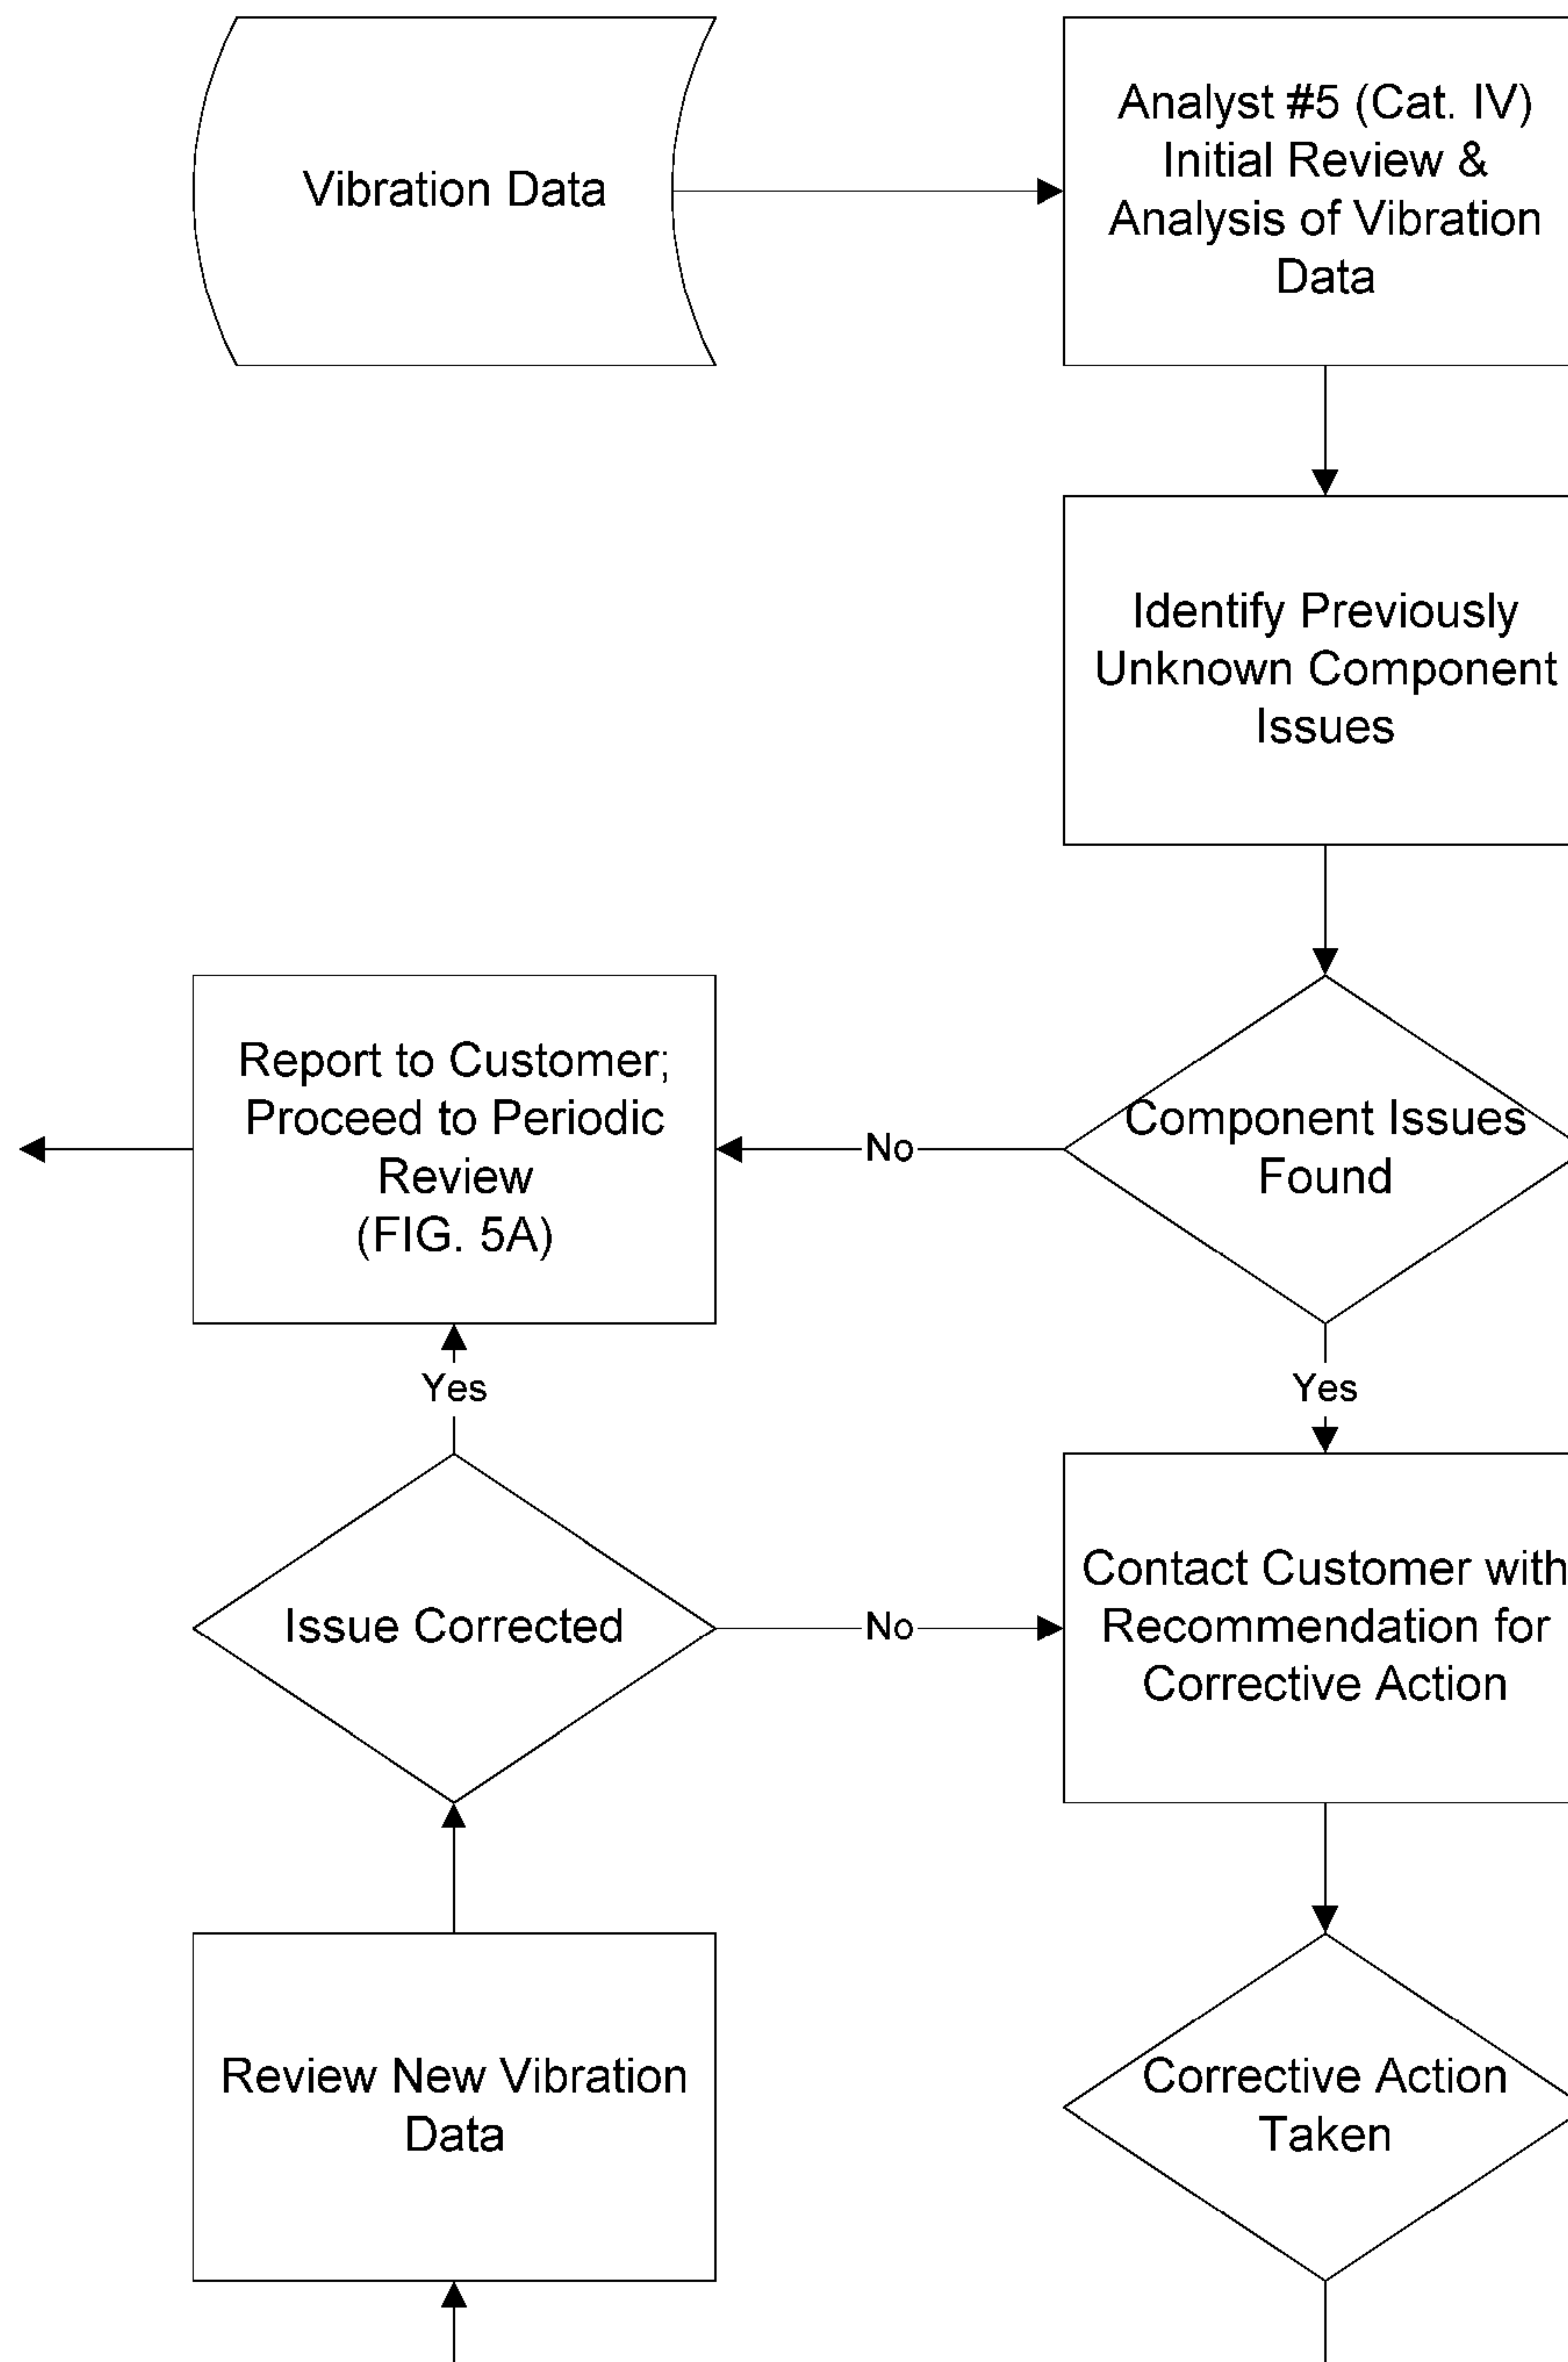 Vibration Data
Analyst #5 (Cat. IV)
Initial Review &
Analysis of Vibration
Data
Identify Previously
Unknown Component
Issues
Report to Customer;
Proceed to Periodic
Review
(FIG. 5A)
No
Component Issues
Found
Yes
Yes
Issue Corrected
No
Contact Customer with
Recommendation for
Corrective Action
Review New Vibration
Data
Corrective Action
Taken